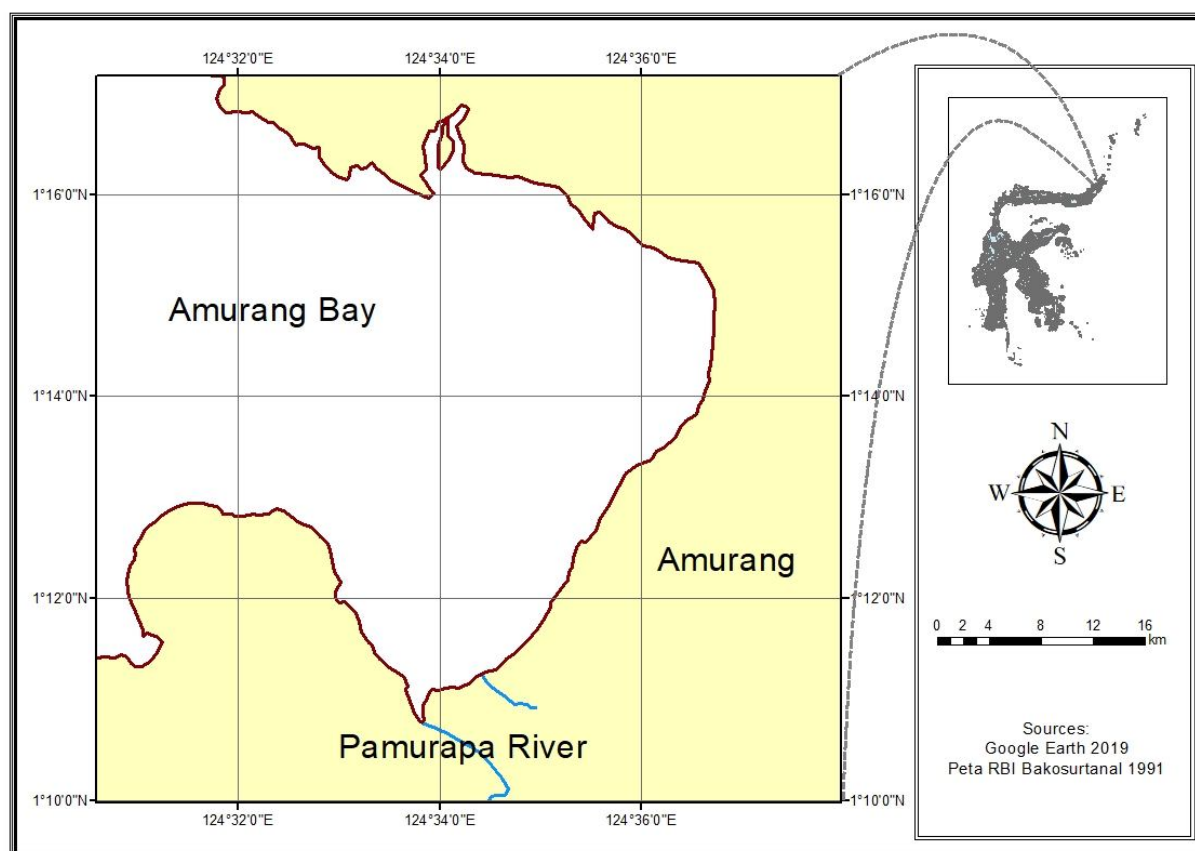 124°32'0"E
124°34'0"E
124°36'0"E
1°16'0"N
1°16'0"N
Amurang Bay
1°14'0"N
1°14'0"N
Amurang
1°12'0"N
1°12'0"N
Pamurapa River
1°10'0"N
1°10'0"N
124°32'0"E
124°34'0"E
124°36'0"E
N
W
E
S
0 2 4 8 12 16
km
Sources:
Google Earth 2019
Peta RBI Bakosurtanal 1991